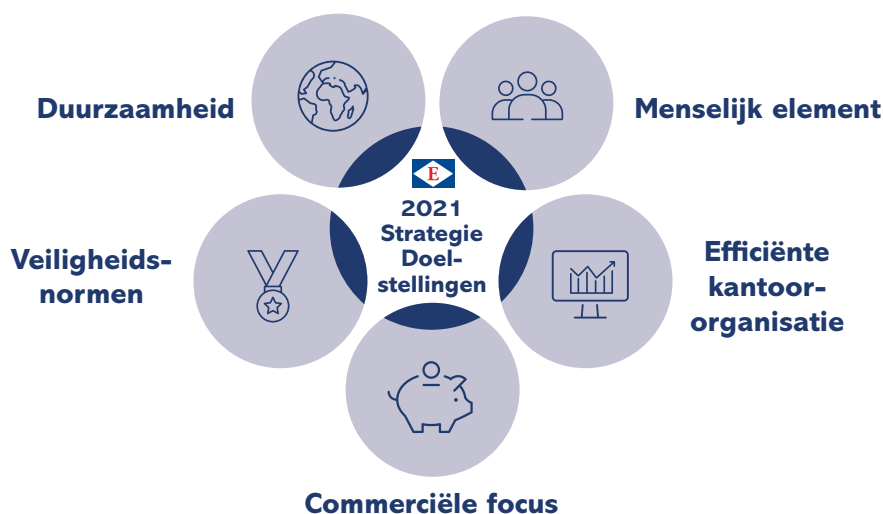 Duurzaamheid
Menselijk element
E
2021
Strategie
Doel-
stellingen
Veiligheids-
normen
Efficiënte
kantoor-
organisatie
Commerciële focus